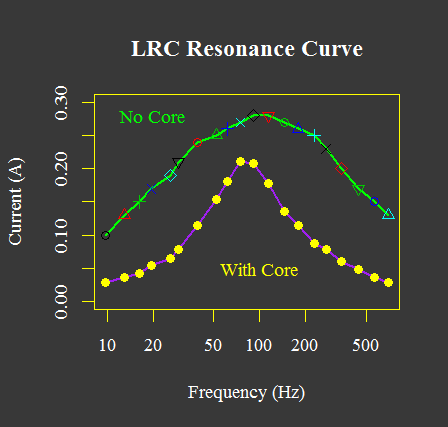 LRC Resonance Curve
No Core
With Core
Current (A)
0.30
0.20
0.10
0.00
10 20 50 100 200 500
Frequency (Hz)